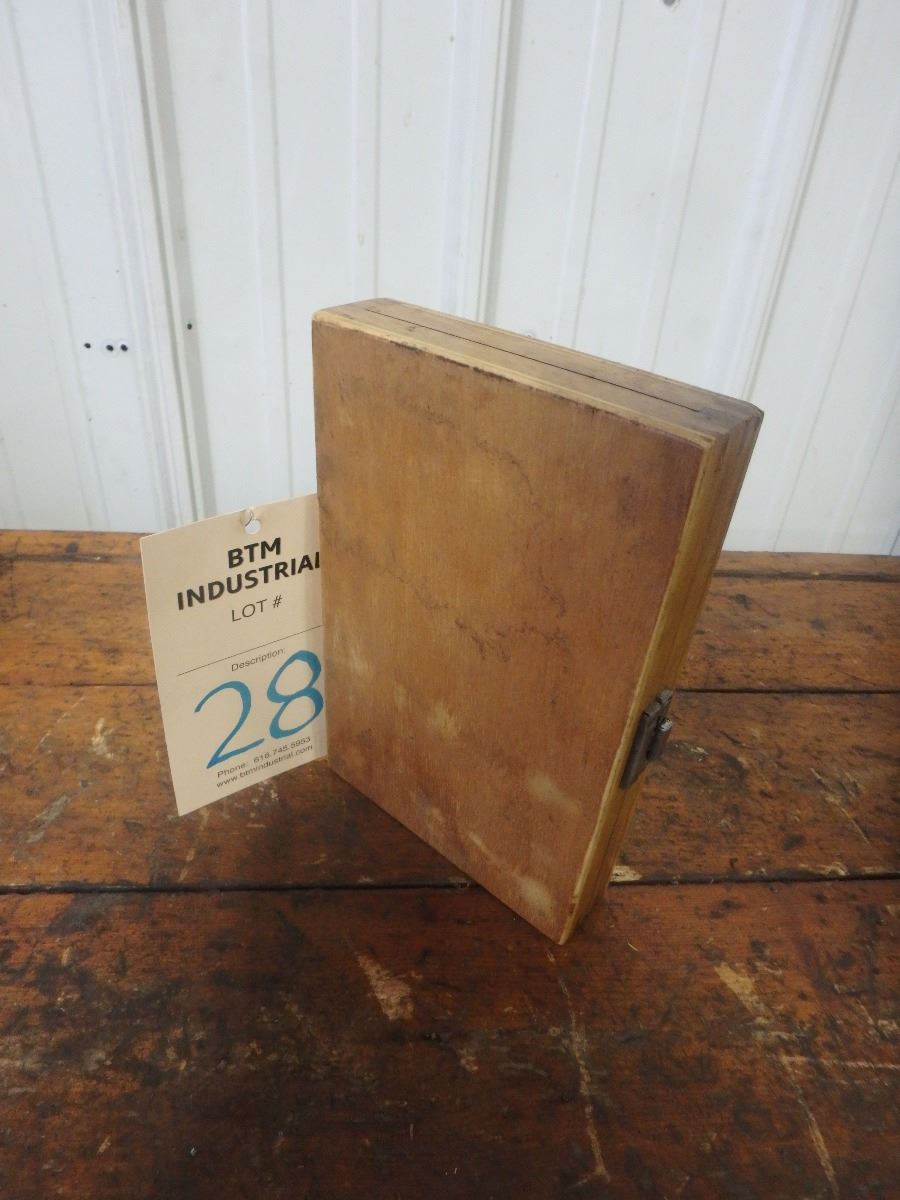 BTM
INDUSTRIAL
LOT #
Description:
28
Phone: 616.745.5953
www.btmindustrial.com